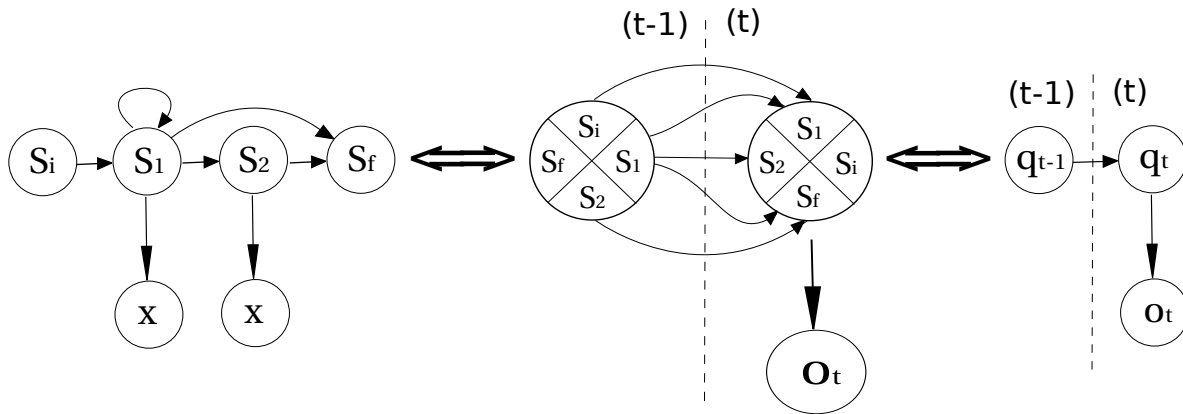 (t-1) (t)
(t-1) (t)
Si S1 S2 Sf
Si Sf S1 S2
S1 S2 Si Sf
qt-1 qt
x x
ot
ot